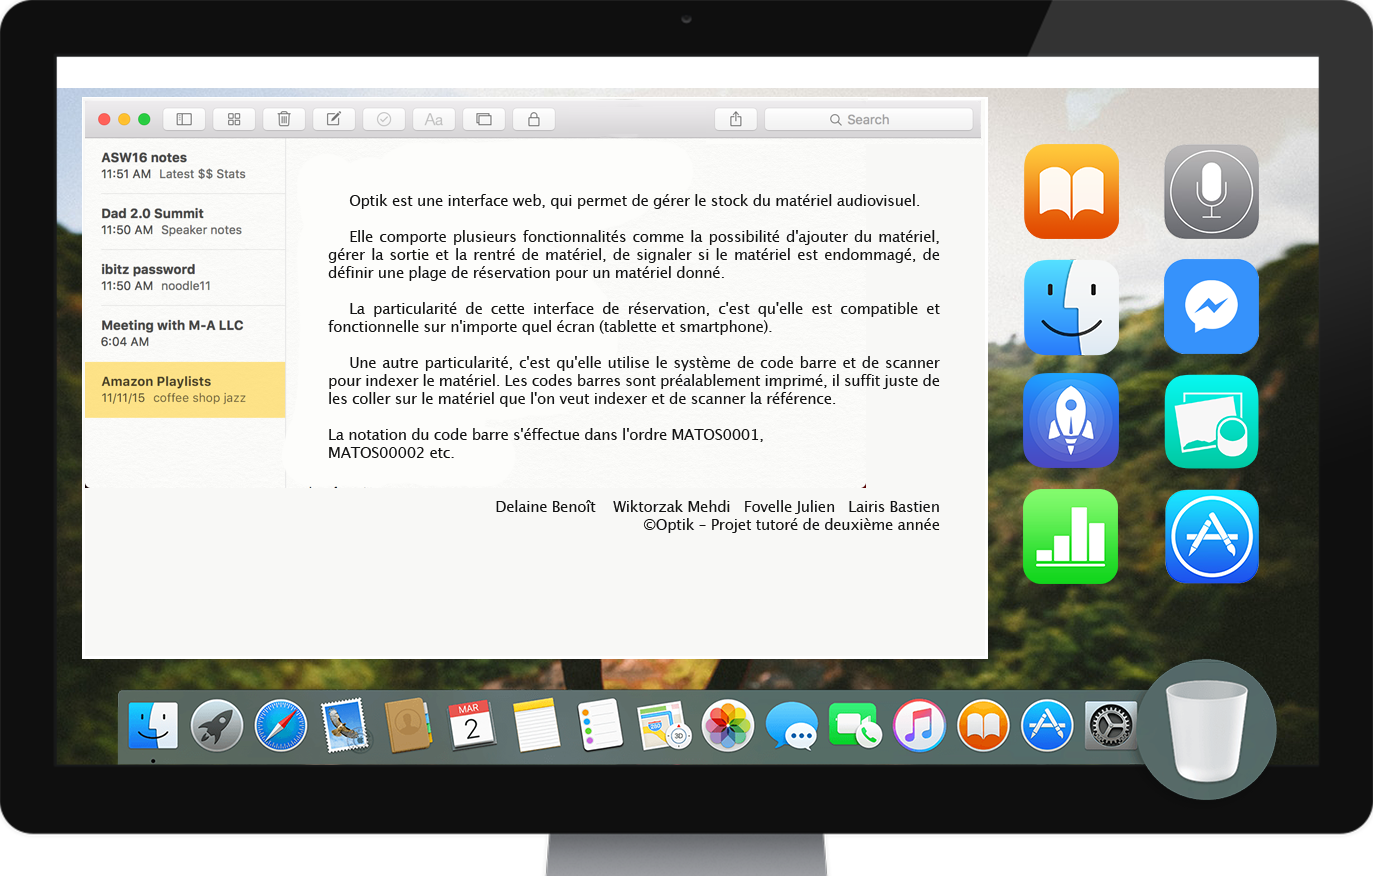 Aa
Search
ASW16 notes
11:51 AM Latest $$ Stats
Dad 2.0 Summit
11:50 AM Speaker notes
ibitz password
11:50 AM noodle11
Meeting with M-A LLC
6:04 AM
Amazon Playlists
11/11/15 coffee shop jazz
Optik est une interface web, qui permet de gérer le stock du matériel audiovisuel.
Elle comporte plusieurs fonctionnalités comme la possibilité d'ajouter du matériel,
gérer la sortie et la rentré de matériel, de signaler si le matériel est endommagé, de
définir une plage de réservation pour un matériel donné.
La particularité de cette interface de réservation, c'est qu'elle est compatible et
fonctionnelle sur n'importe quel écran (tablette et smartphone).
Une autre particularité, c'est qu'elle utilise le système de code barre et de scanner
pour indexer le matériel. Les codes barres sont préalablement imprimé, il suffit juste de
les coller sur le matériel que l'on veut indexer et de scanner la référence.
La notation du code barre s'éffectue dans l'ordre MATOS0001,
MATOS00002 etc.
Delaine Benoît Wiktorzak Mehdi Fovelle Julien Lairis Bastien
©Optik – Projet tutoré de deuxième année
MAR
2
3D